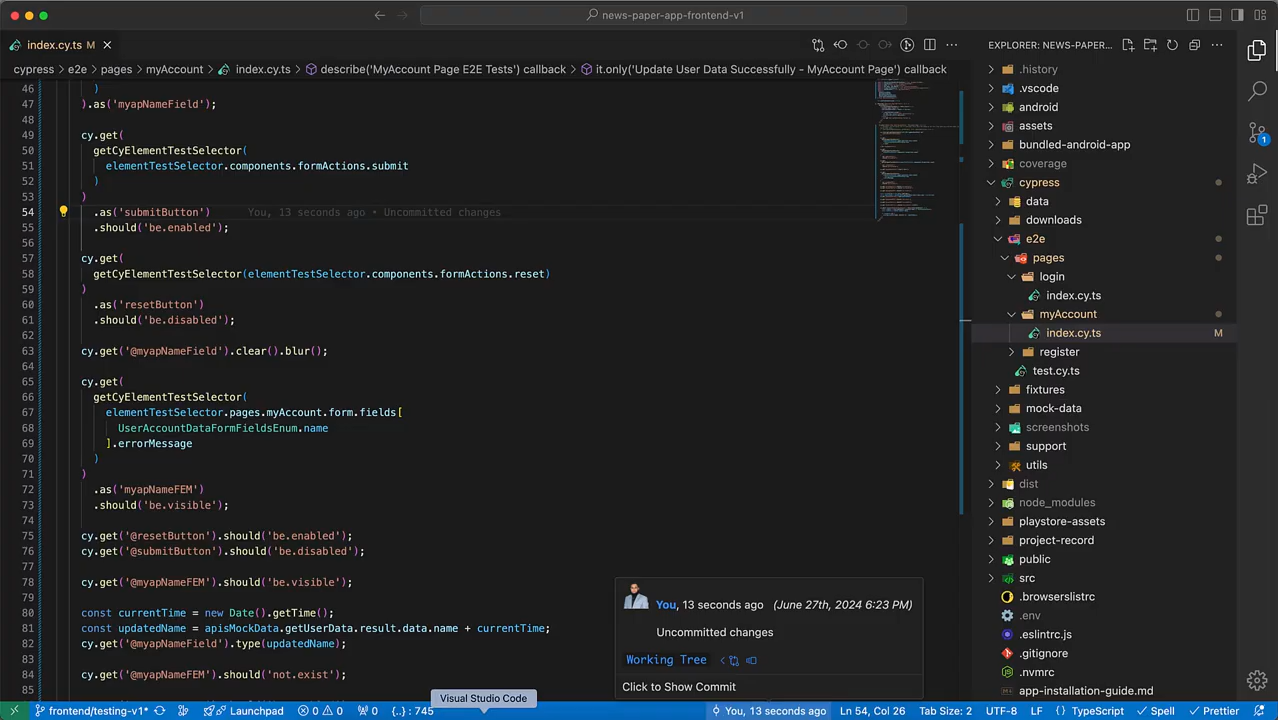 news-paper-app-frontend-v1
index.cy.ts M
EXPLORER: NEWS-PAPER...
cypress > e2e > pages > myAccount > index.cy.ts > describe('MyAccount Page E2E Tests') callback > it.only('Update User Data Successfully - MyAccount Page') callback
46 )
47 ).as('myapNameField');
48
49 cy.get(
50 getCyElementTestSelector(
51 elementTestSelector.components.formActions.submit
52 )
53 )
54 .as('submitButton') You, 13 seconds ago • Uncommitted changes
55 .should('be.enabled');
56
57 cy.get(
58 getCyElementTestSelector(elementTestSelector.components.formActions.reset)
59 )
60 .as('resetButton')
61 .should('be.disabled');
62
63 cy.get('@myapNameField').clear().blur();
64
65 cy.get(
66 getCyElementTestSelector(
67 elementTestSelector.pages.myAccount.form.fields[
68 UserAccountDataFormFieldsEnum.name
69 ].errorMessage
70 )
71 )
72 .as('myapNameFEM')
73 .should('be.visible');
74
75 cy.get('@resetButton').should('be.enabled');
76 cy.get('@submitButton').should('be.disabled');
77
78 cy.get('@myapNameFEM').should('be.visible');
79
80 const currentTime = new Date().getTime();
81 const updatedName = apisMockData.getUserData.result.data.name + currentTime;
82 cy.get('@myapNameField').type(updatedName);
83
84 cy.get('@myapNameFEM').should('not.exist');
85
.history
.vscode
android
assets
bundled-android-app
coverage
cypress
data
downloads
e2e
pages
login
index.cy.ts
myAccount
index.cy.ts M
register
test.cy.ts
fixtures
mock-data
screenshots
support
utils
dist
node_modules
playstore-assets
project-record
public
src
.browserslistrc
.env
.eslintrc.js
.gitignore
.nvmrc
app-installation-guide.md
1
You, 13 seconds ago (June 27th, 2024 6:23 PM)
Uncommitted changes
Working Tree
Click to Show Commit
Visual Studio Code
frontend/testing-v1* Launchpad 0 0 0 {..} : 745 You, 13 seconds ago Ln 54, Col 26 Tab Size: 2 UTF-8 LF {} TypeScript Spell Prettier